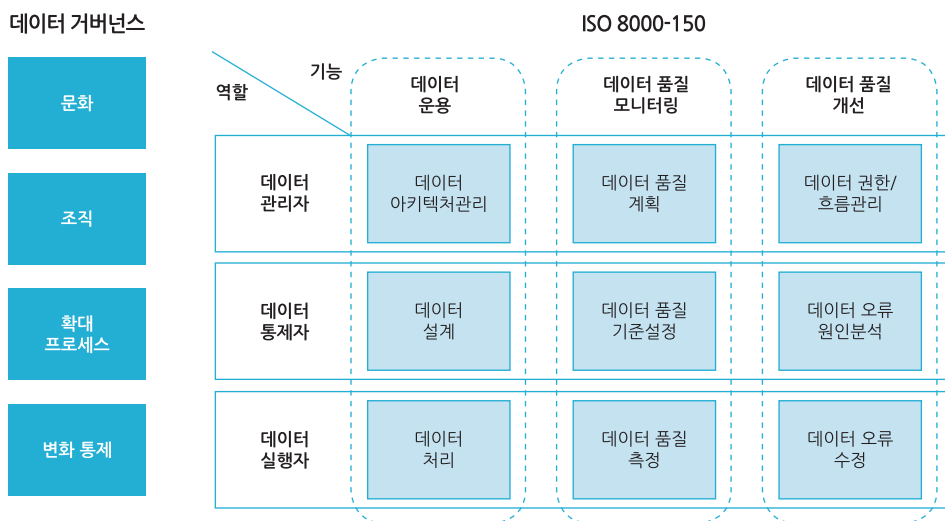 데이터 거버넌스
문화
조직
확대
프로세스
변화 통제
ISO 8000-150
기능
역할
데이터
운용
데이터 품질
모니터링
데이터 품질
개선
데이터
관리자
데이터
아키텍처관리
데이터 품질
계획
데이터 권한/
흐름관리
데이터
통제자
데이터
설계
데이터 품질
기준설정
데이터 오류
원인분석
데이터
실행자
데이터
처리
데이터 품질
측정
데이터 오류
수정